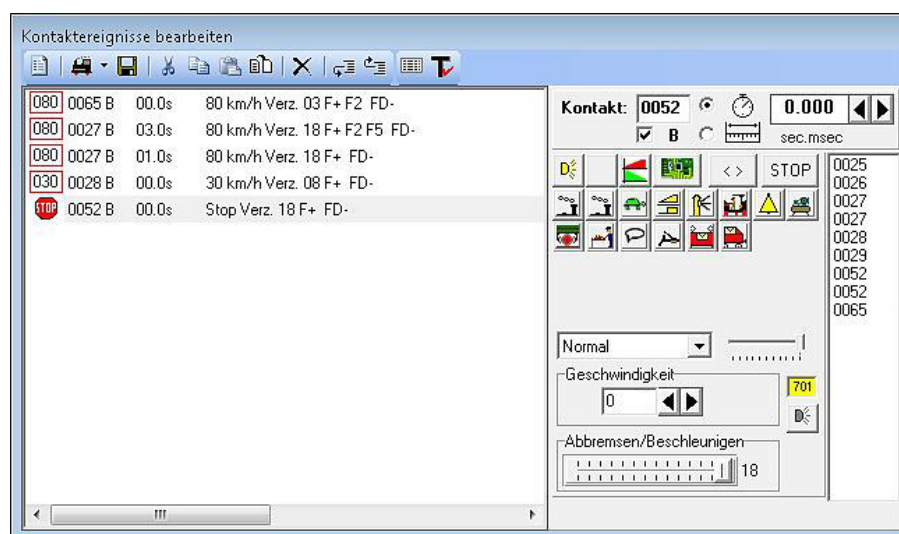 Kontaktereignisse bearbeiten
080 0065 B 00.0s 80 km/h Verz. 03 F+ F2 FD-
080 0027 B 03.0s 80 km/h Verz. 18 F+ F2 F5 FD-
080 0027 B 01.0s 80 km/h Verz. 18 F+ FD-
030 0028 B 00.0s 30 km/h Verz. 08 F+ FD-
STOP 0052 B 00.0s Stop Verz. 18 F+ FD-
Kontakt: 0052 0.000
B sec.msec
< > STOP
0025
0026
0027
0027
0028
0029
0052
0052
0065
Normal
Geschwindigkeit
0
701
Abbremsen/Beschleunigen
18